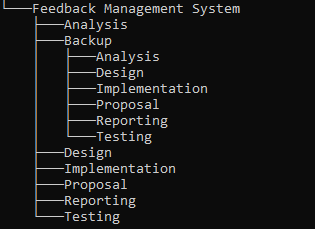 └───Feedback Management System
    ├───Analysis
    ├───Backup
    │   ├───Analysis
    │   ├───Design
    │   ├───Implementation
    │   ├───Proposal
    │   ├───Reporting
    │   └───Testing
    ├───Design
    ├───Implementation
    ├───Proposal
    ├───Reporting
    └───Testing